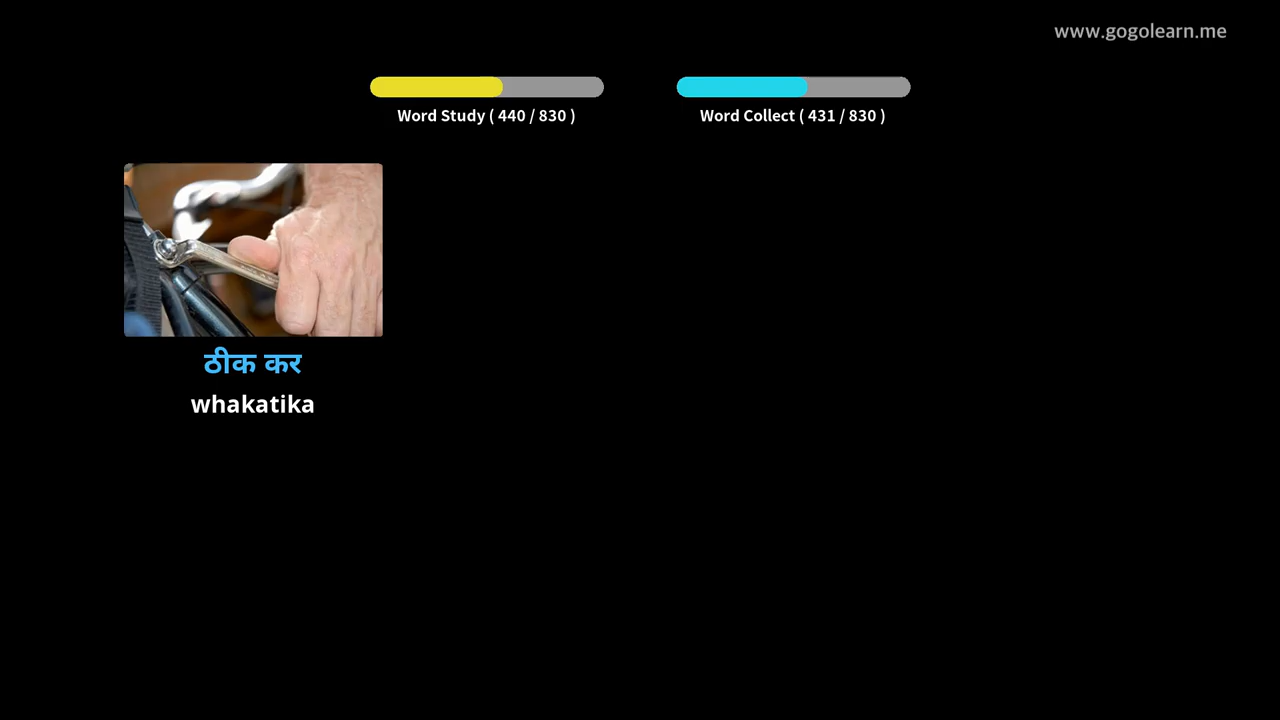 www.gogolearn.me
Word Study ( 440 / 830 )
Word Collect ( 431 / 830 )
ठीक कर
whakatika